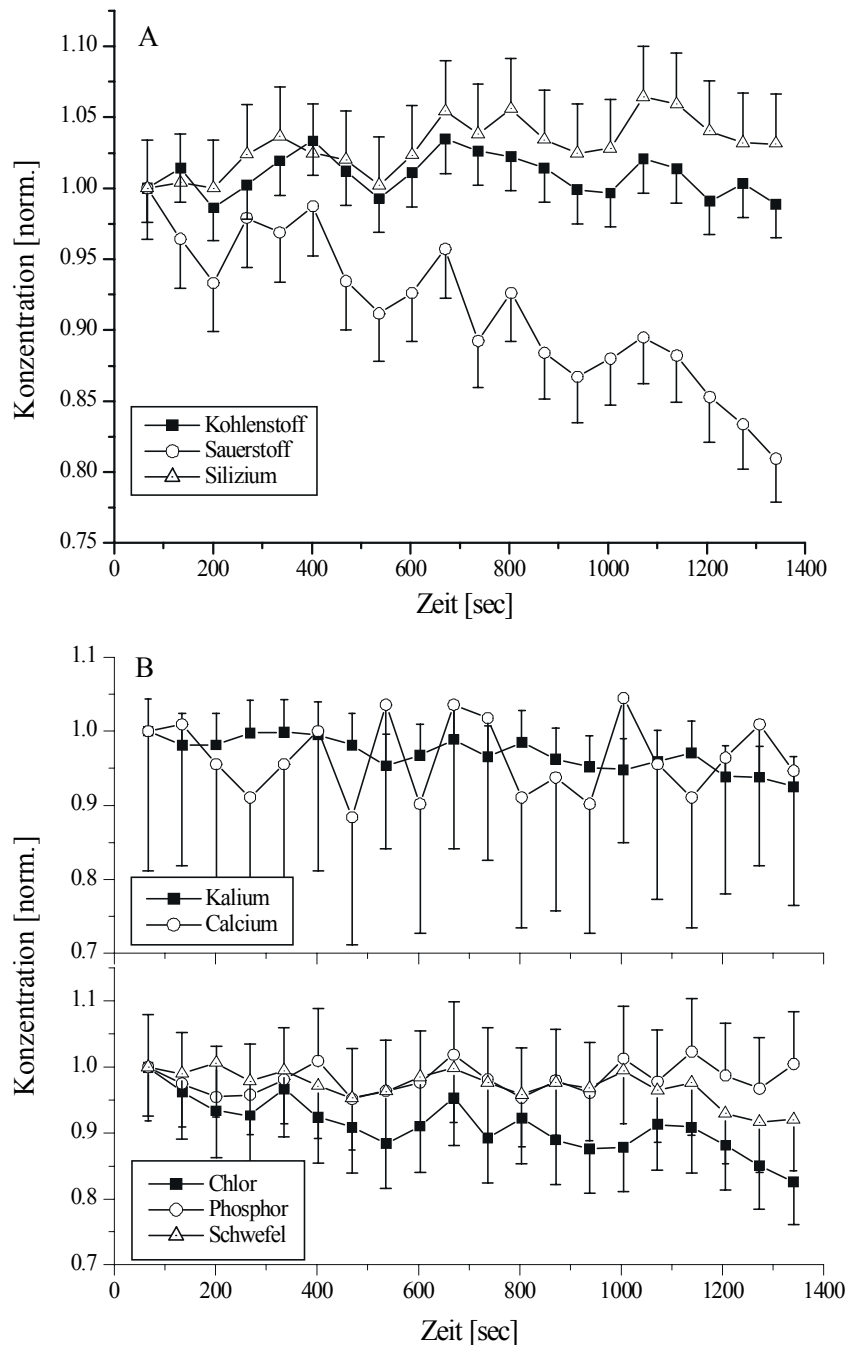 A
1.10
1.05
1.00
0.95
0.90
0.85
0.80
0.75
Konzentration [norm.]
Kohlenstoff
Sauerstoff
Silizium
0 200 400 600 800 1000 1200 1400
Zeit [sec]
B
1.1
1.0
0.9
0.8
0.7
Kalium
Calcium
Konzentration [norm.]
1.1
1.0
0.9
0.8
0.7
Chlor
Phosphor
Schwefel
0 200 400 600 800 1000 1200 1400
Zeit [sec]